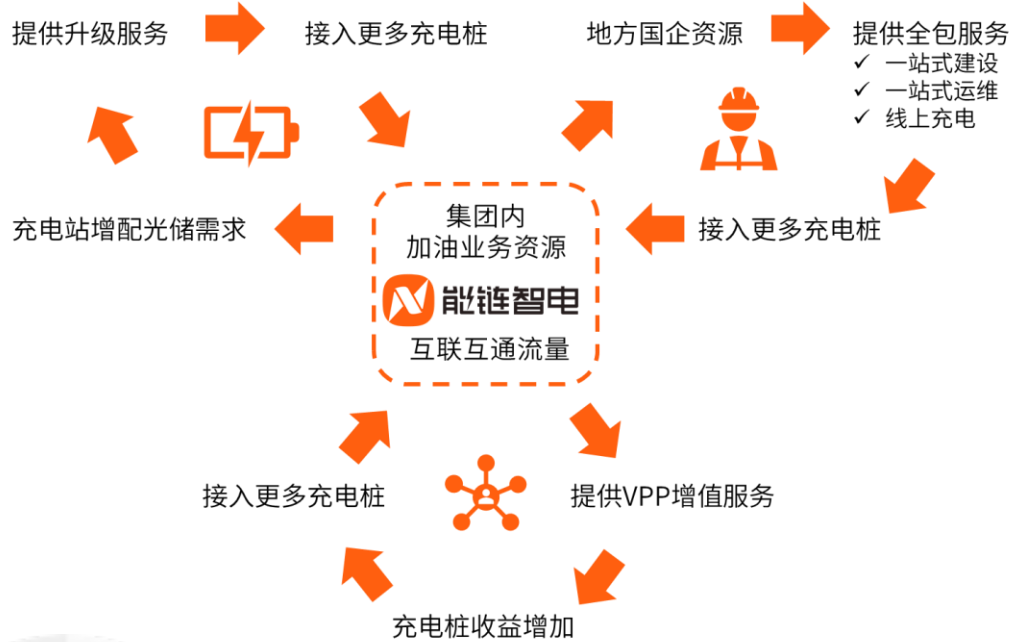 提供升级服务
接入更多充电桩
地方国企资源
提供全包服务
✓ 一站式建设
✓ 一站式运维
✓ 线上充电
充电站增配光储需求
集团内
加油业务资源
能链智电
互联互通流量
接入更多充电桩
接入更多充电桩
提供VPP增值服务
充电桩收益增加